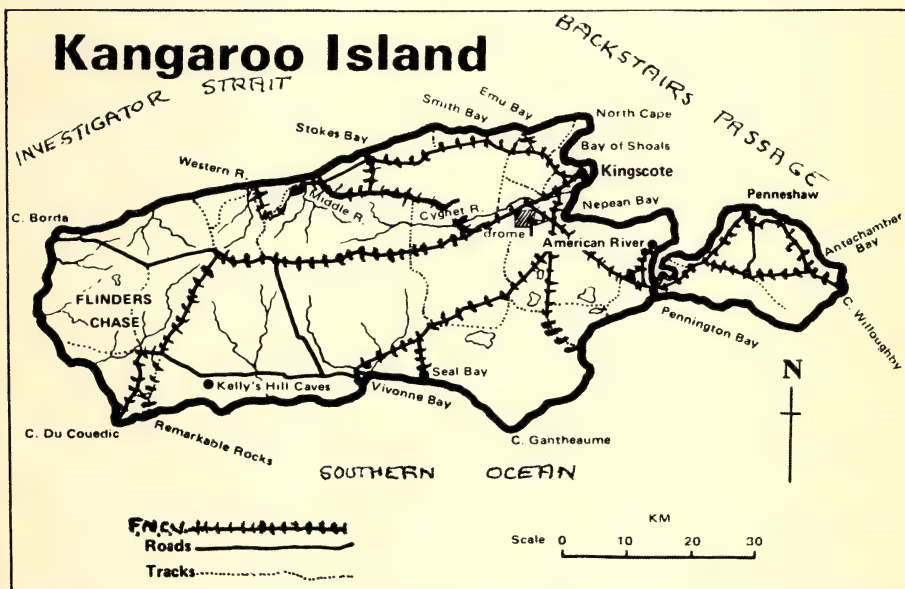 Kangaroo Island
BACKSTAIRS PASSAGE
INVESTIGATOR STRAIT
Stokes Bay
Smith Bay
Emu Bay
North Cape
Bay of Shoals
Kingscote
Western R.
Middle R.
Cygnet R.
drome
Nepean Bay
Penneshaw
C. Borda
American River
Antechamber
Bay
FLINDERS
CHASE
C. Willoughby
Pennington Bay
Kelly's Hill Caves
Vivonne Bay
Seal Bay
N
C. Du Couedic
Remarkable Rocks
C. Gantheaume
SOUTHERN OCEAN
F.N.C.V.
Roads
Tracks
KM
Scale 0 10 20 30